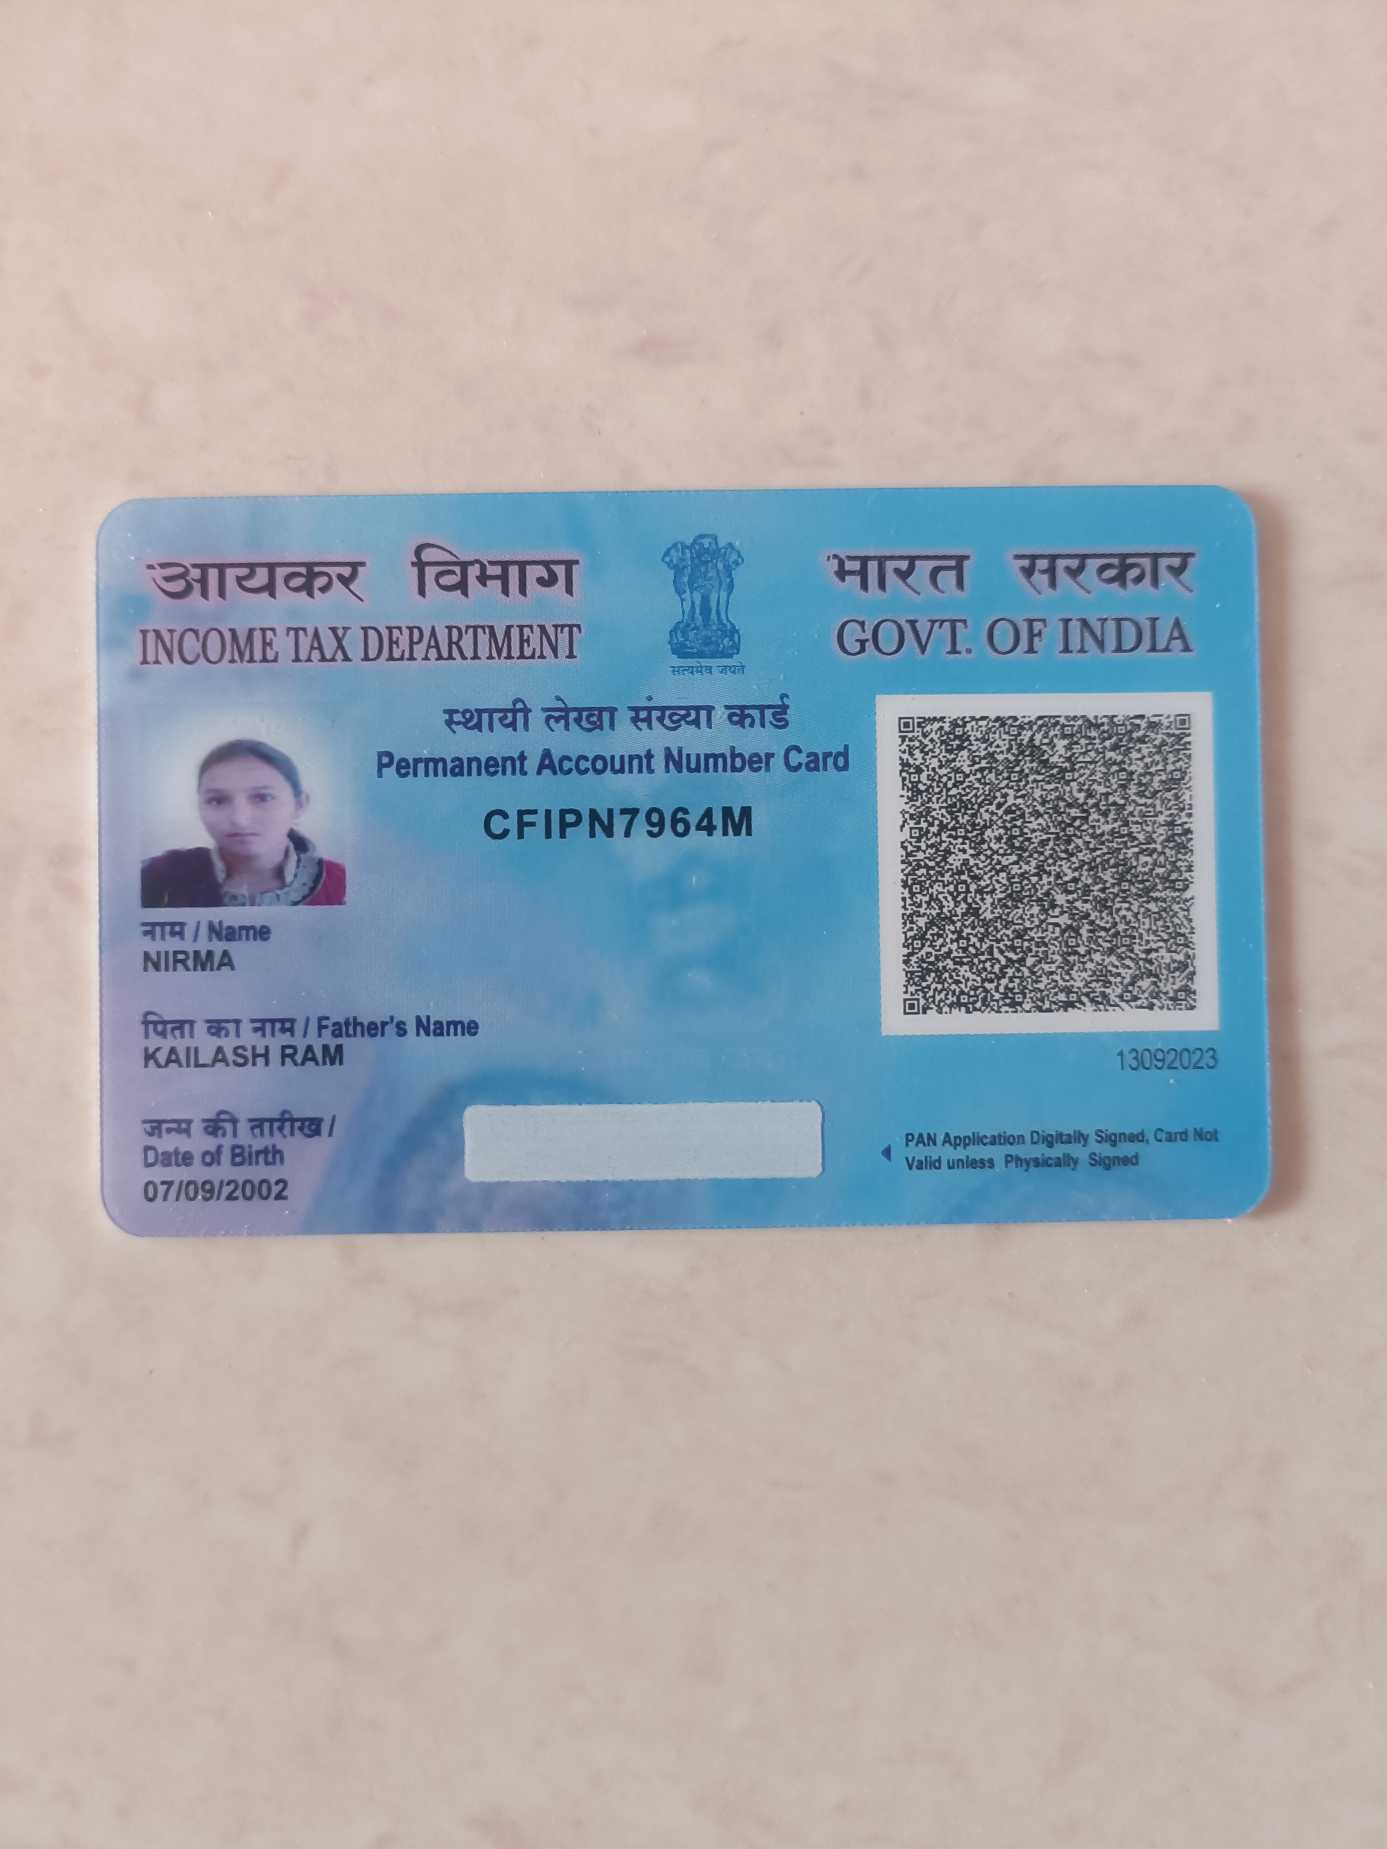 आयकर विभाग
INCOME TAX DEPARTMENT
सत्यमेव जयते
भारत सरकार
GOVT. OF INDIA
स्थायी लेखा संख्या कार्ड
Permanent Account Number Card
CFIPN7964M
नाम / Name
NIRMA
पिता का नाम / Father's Name
KAILASH RAM
जन्म की तारीख /
Date of Birth
07/09/2002
13092023
PAN Application Digitally Signed, Card Not
Valid unless Physically Signed